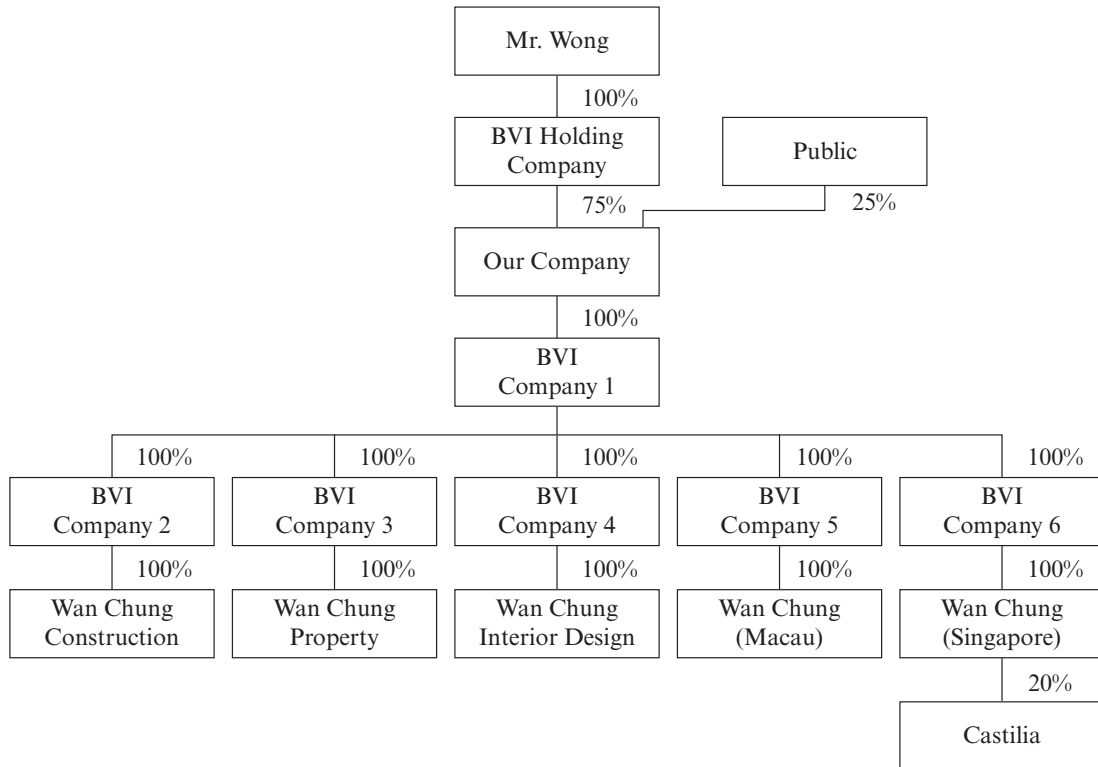 Mr. Wong
100%
BVI Holding
Company
Public
75%
25%
Our Company
100%
BVI
Company 1
100%
100%
100%
100%
100%
BVI
Company 2
BVI
Company 3
BVI
Company 4
BVI
Company 5
BVI
Company 6
100%
100%
100%
100%
100%
Wan Chung
Construction
Wan Chung
Property
Wan Chung
Interior Design
Wan Chung
(Macau)
Wan Chung
(Singapore)
20%
Castilia